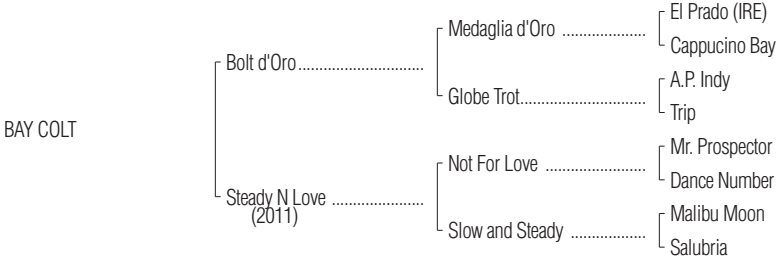 El Prado (IRE)
Medaglia d'Oro ....................
Cappucino Bay
Bolt d'Oro..............................
A.P. Indy
Globe Trot..............................
Trip
BAY COLT
Mr. Prospector
Not For Love ........................
Dance Number
Steady N Love ......................
(2011)
Malibu Moon
Slow and Steady ..................
Salubria